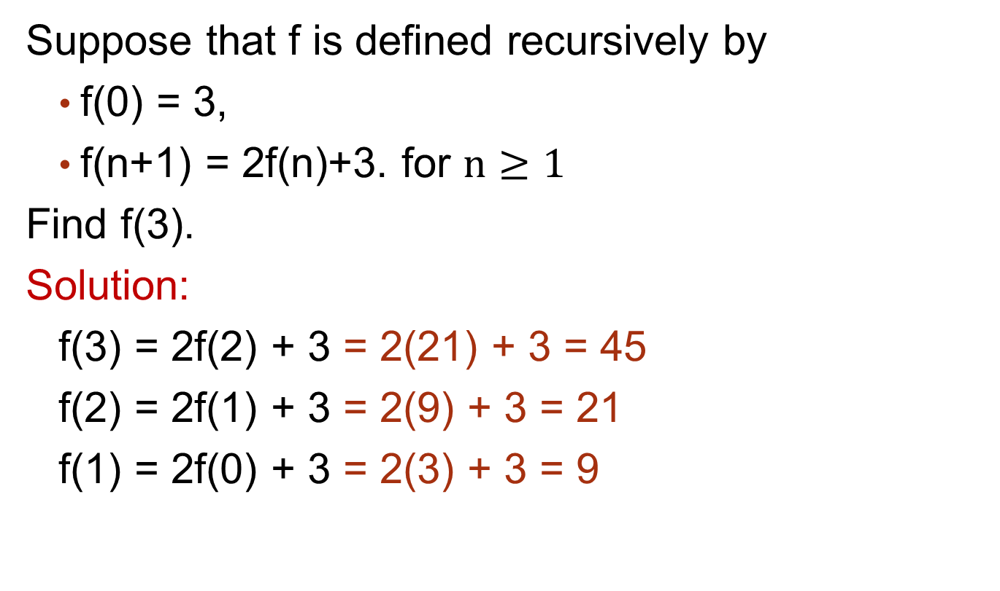 Suppose that f is defined recursively by
• f(0) = 3,
• f(n+1) = 2f(n)+3. for n ≥ 1
Find f(3).
Solution:
f(3) = 2f(2) + 3 = 2(21) + 3 = 45
f(2) = 2f(1) + 3 = 2(9) + 3 = 21
f(1) = 2f(0) + 3 = 2(3) + 3 = 9